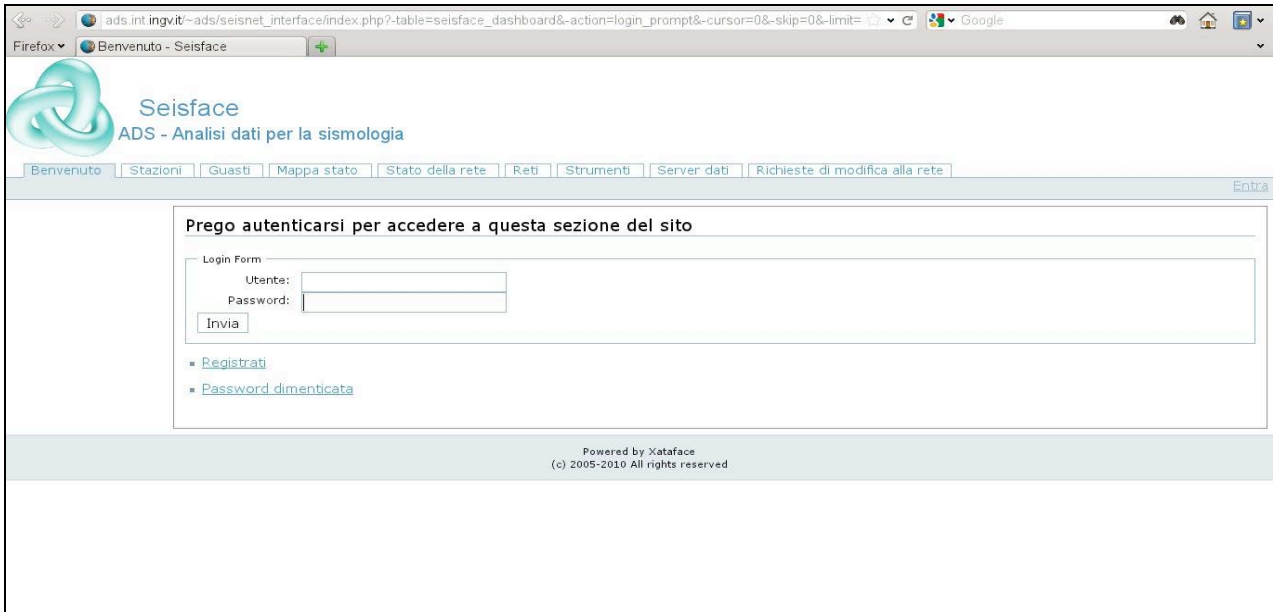 ads.int.ingv.it/~ads/seisnet_interface/index.php?-table=seisface_dashboard&-action=login_prompt&-cursor=0&-skip=0&-limit=
Google
Firefox
Benvenuto - Seisface
Seisface
ADS - Analisi dati per la sismologia
Benvenuto Stazioni Guasti Mappa stato Stato della rete Reti Strumenti Server dati Richieste di modifica alla rete
Entra
Prego autenticarsi per accedere a questa sezione del sito
Login Form
Utente:
Password:
Invia
Registrati
Password dimenticata
Powered by Xataface
(c) 2005-2010 All rights reserved